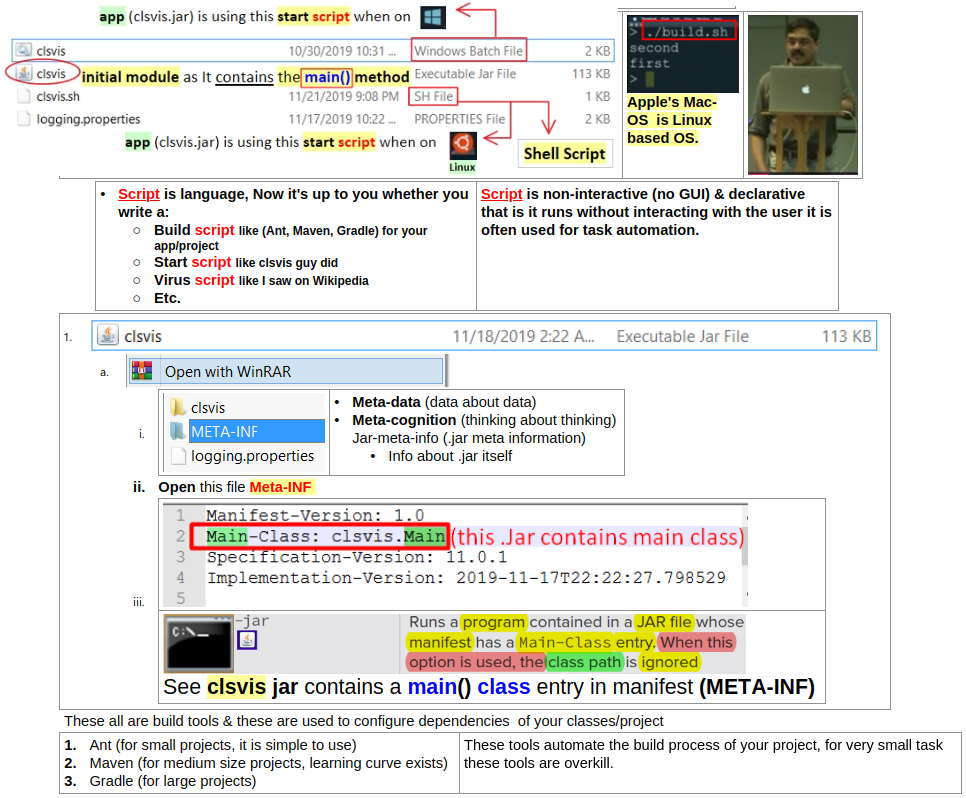 app (clsvis.jar) is using this start script when on
clsvis 10/30/2019 10:31 ... Windows Batch File 2 KB
clsvis initial module as It contains the main() method Executable Jar File 113 KB
clsvis.sh 11/21/2019 9:08 PM SH File 1 KB
logging.properties 11/17/2019 10:22 ... PROPERTIES File 2 KB
app (clsvis.jar) is using this start script when on
Linux
Shell Script
> ./build.sh
second
first
>
Apple's Mac-
OS is Linux
based OS.
• Script is language, Now it's up to you whether you
write a:
○ Build script like (Ant, Maven, Gradle) for your
app/project
○ Start script like clsvis guy did
○ Virus script like I saw on Wikipedia
○ Etc.
Script is non-interactive (no GUI) & declarative
that is it runs without interacting with the user it is
often used for task automation.
1. clsvis 11/18/2019 2:22 A... Executable Jar File 113 KB
a. Open with WinRAR
i. clsvis
META-INF
logging.properties
• Meta-data (data about data)
• Meta-cognition (thinking about thinking)
Jar-meta-info (.jar meta information)
• Info about .jar itself
ii. Open this file Meta-INF
iii.
1 Manifest-Version: 1.0
2 Main-Class: clsvis.Main (this .Jar contains main class)
3 Specification-Version: 11.0.1
4 Implementation-Version: 2019-11-17T22:22:27.798529
5
C:\_
-jar
Runs a program contained in a JAR file whose
manifest has a Main-Class entry. When this
option is used, the class path is ignored
See clsvis jar contains a main() class entry in manifest (META-INF)
These all are build tools & these are used to configure dependencies of your classes/project
1. Ant (for small projects, it is simple to use)
2. Maven (for medium size projects, learning curve exists)
3. Gradle (for large projects)
These tools automate the build process of your project, for very small task
these tools are overkill.